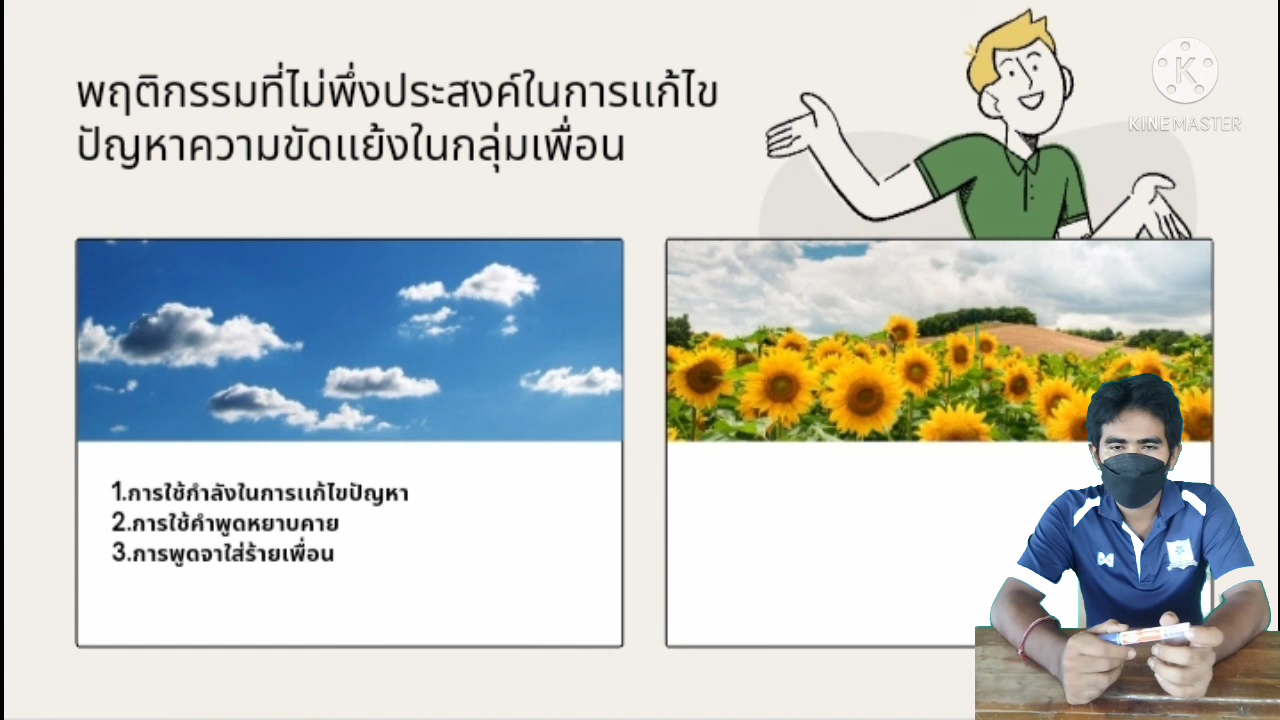 พฤติกรรมที่ไม่พึ่งประสงค์ในการแก้ไข
ปัญหาความขัดแย้งในกลุ่มเพื่อน
KINEMASTER
1.การใช้กำลังในการแก้ไขปัญหา
2.การใช้คำพูดหยาบคาย
3.การพูดจาใส่ร้ายเพื่อน